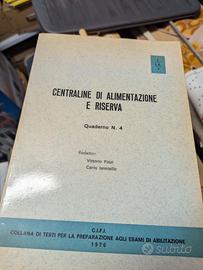 CENTRALINE DI ALIMENTAZIONE
E RISERVA
Quaderno N. 4
Redattori:
Vittorio Finzi
Carlo Iannello
C.I.F.I.
COLLANA DI TESTI PER LA PREPARAZIONE AGLI ESAMI DI ABILITAZIONE
1976
subito